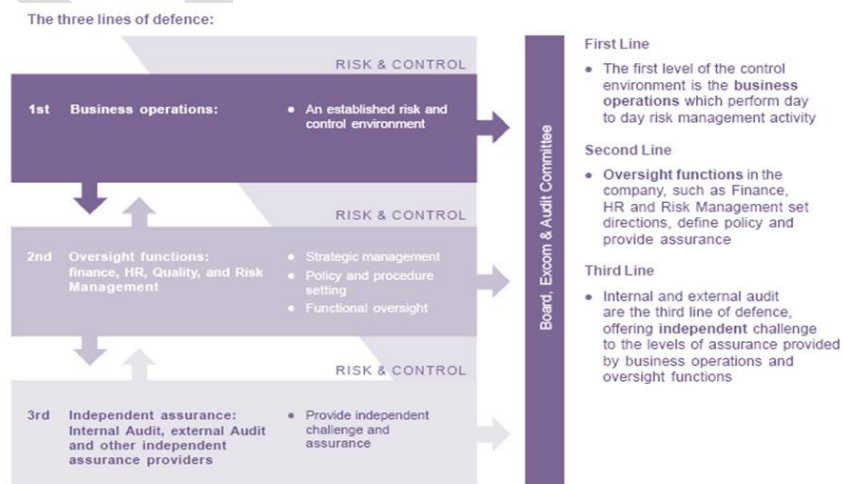 The three lines of defence:
RISK & CONTROL
1st Business operations:
• An established risk and
control environment
RISK & CONTROL
2nd Oversight functions:
finance, HR, Quality, and Risk
Management
• Strategic management
• Policy and procedure
setting
• Functional oversight
RISK & CONTROL
3rd Independent assurance:
Internal Audit, external Audit
and other independent
assurance providers
• Provide independent
challenge and
assurance
Board, Excom & Audit Committee
First Line
• The first level of the control
environment is the business
operations which perform day
to day risk management activity
Second Line
• Oversight functions in the
company, such as Finance,
HR and Risk Management set
directions, define policy and
provide assurance
Third Line
• Internal and external audit
are the third line of defence,
offering independent challenge
to the levels of assurance provided
by business operations and
oversight functions